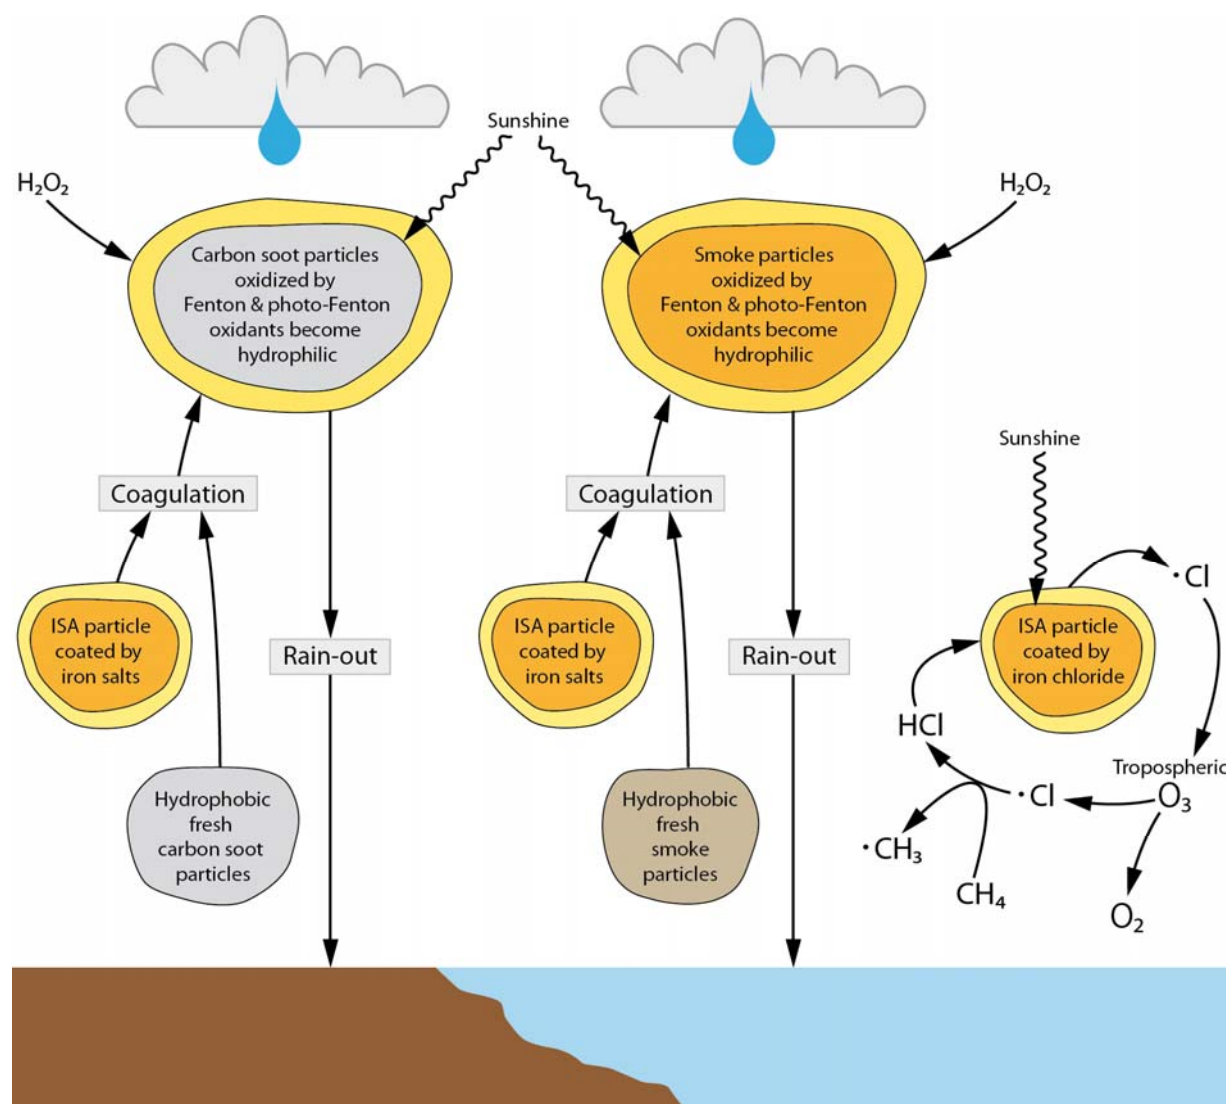 Sunshine
H₂O₂
H₂O₂
Carbon soot particles
oxidized by
Fenton & photo-Fenton
oxidants become
hydrophilic
Smoke particles
oxidized by
Fenton & photo-Fenton
oxidants become
hydrophilic
Coagulation
Coagulation
Sunshine
ISA particle
coated by
iron salts
Rain-out
ISA particle
coated by
iron salts
Rain-out
ISA particle
coated by
iron chloride
·Cl
HCl
Tropospheric
O₃
·Cl
·CH₃
CH₄
O₂
Hydrophobic
fresh
carbon soot
particles
Hydrophobic
fresh
smoke
particles